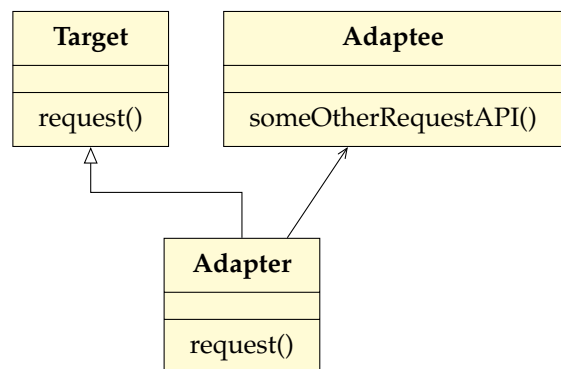 Target
request()
Adaptee
someOtherRequestAPI()
Adapter
request()